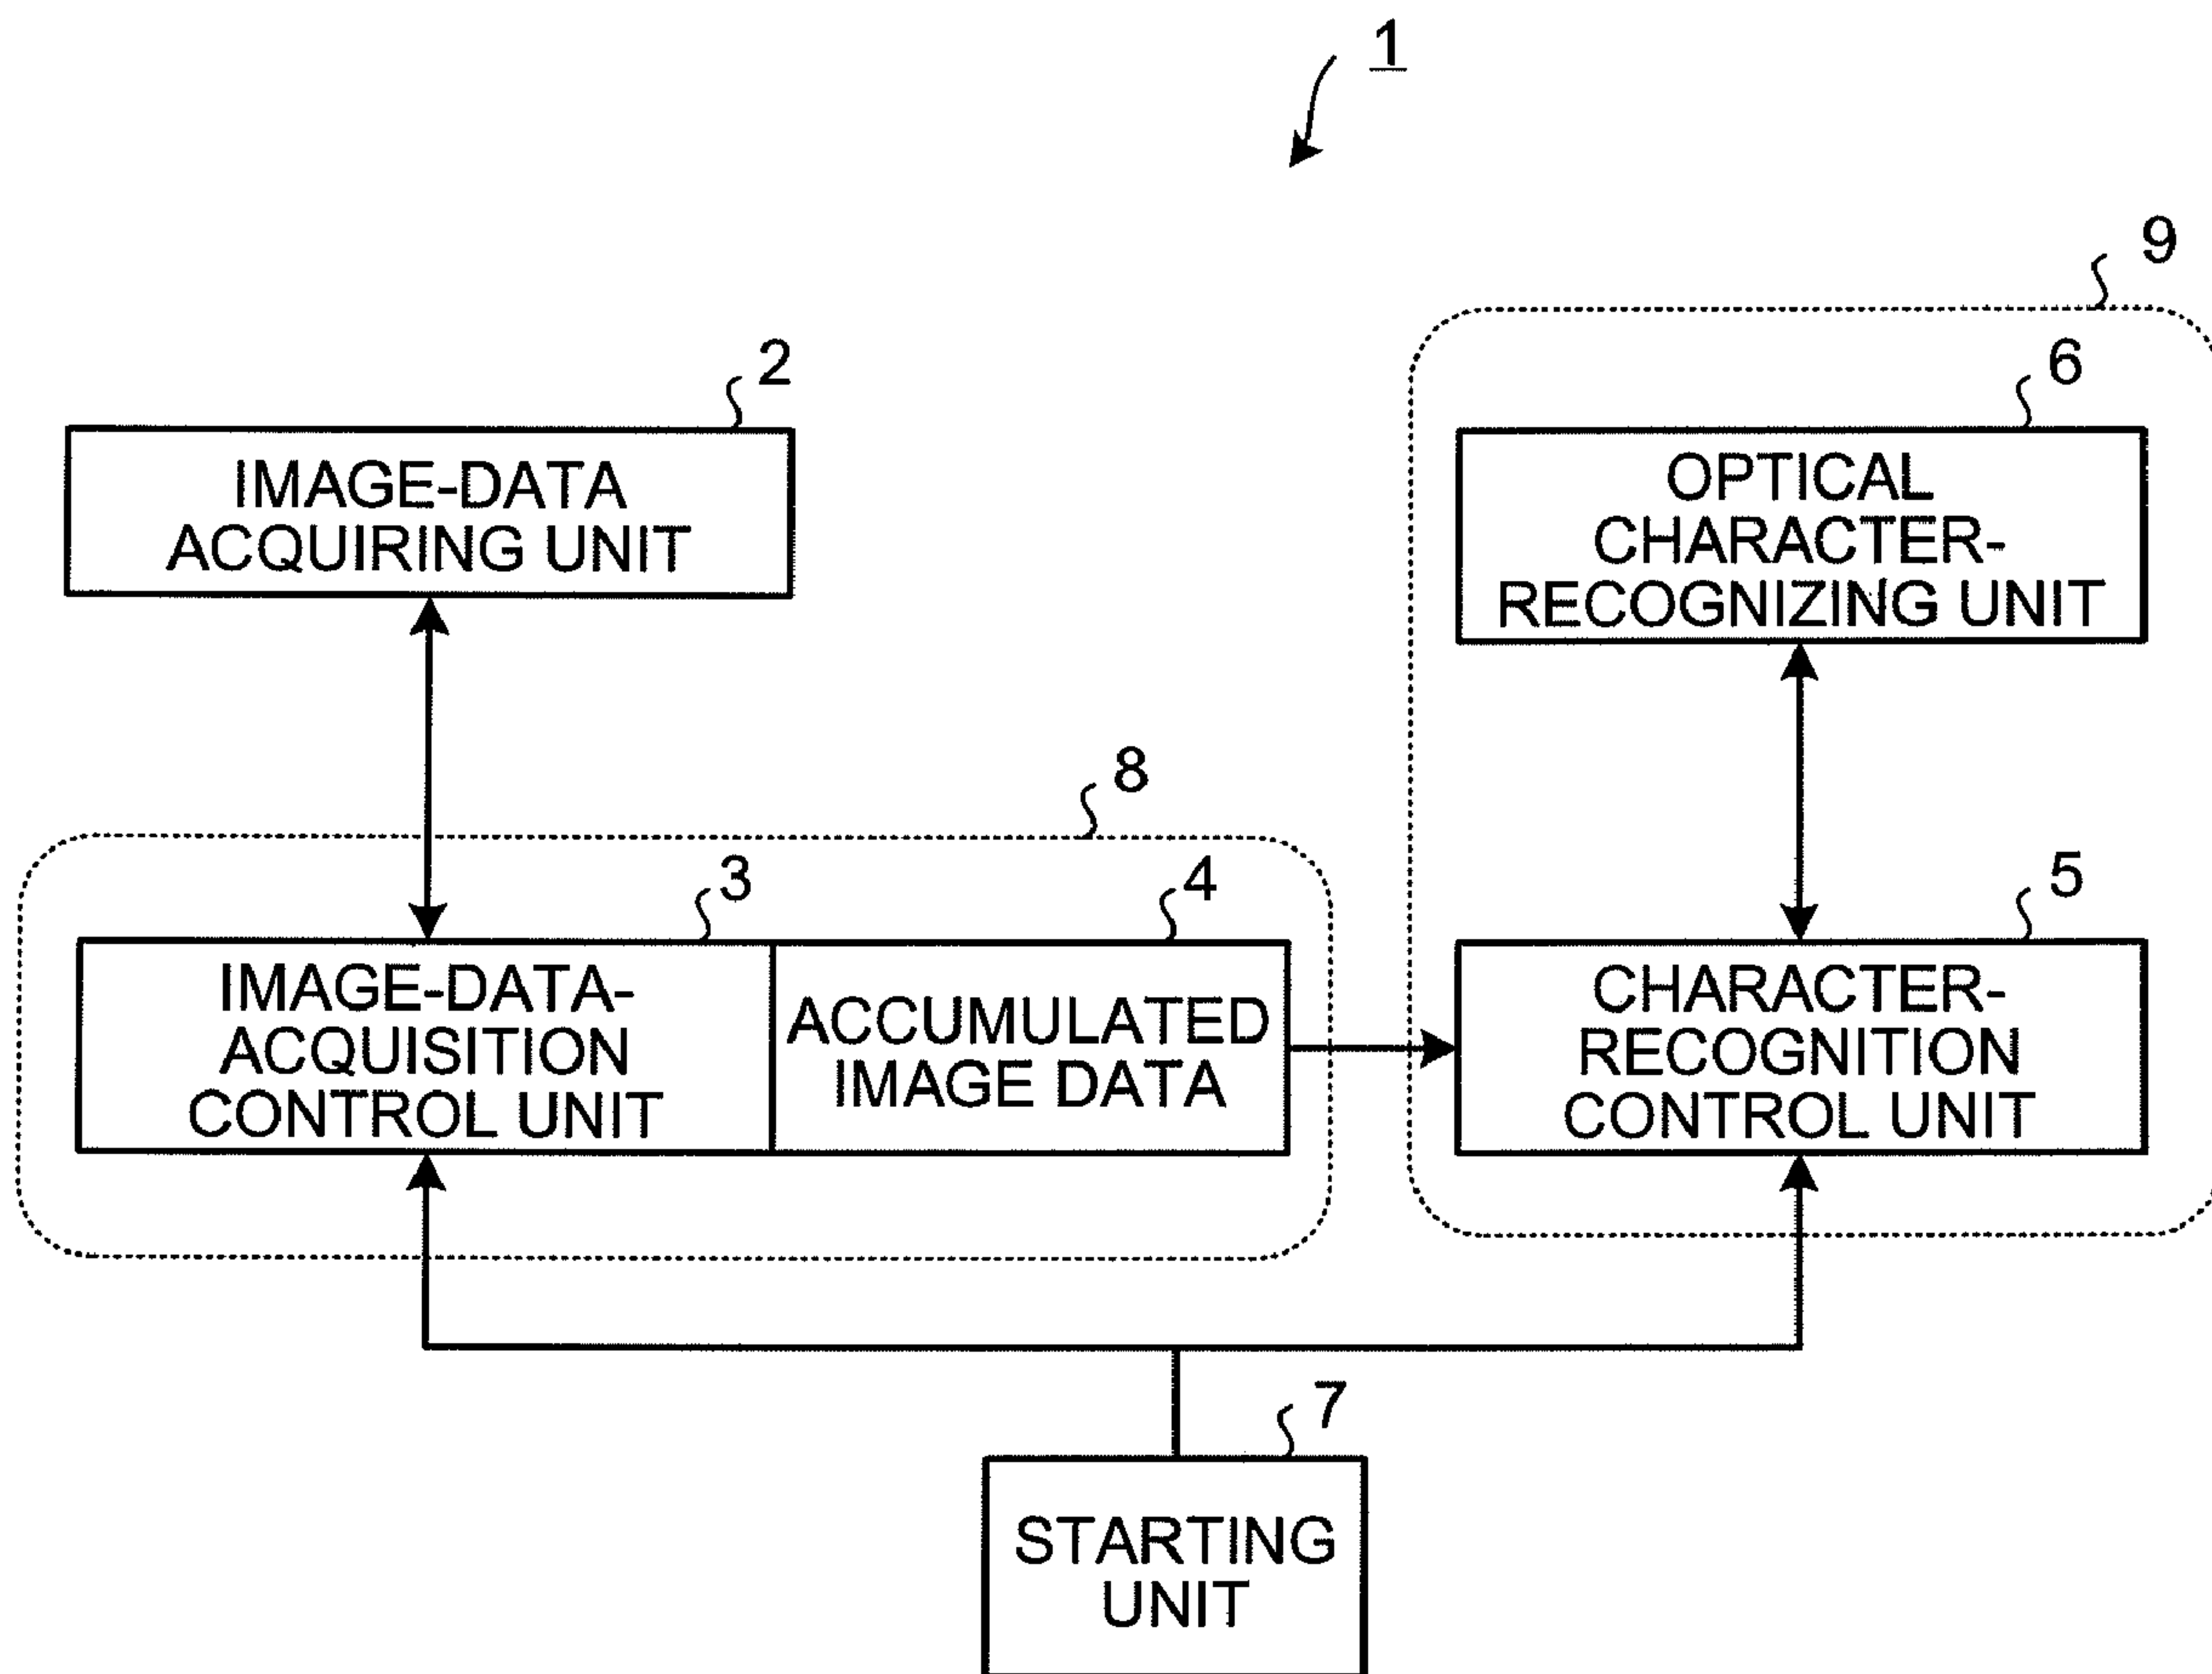 1
9
2
6
IMAGE-DATA
ACQUIRING UNIT
OPTICAL
CHARACTER-
RECOGNIZING UNIT
8
3
4
5
IMAGE-DATA-
ACQUISITION
CONTROL UNIT
ACCUMULATED
IMAGE DATA
CHARACTER-
RECOGNITION
CONTROL UNIT
7
STARTING
UNIT